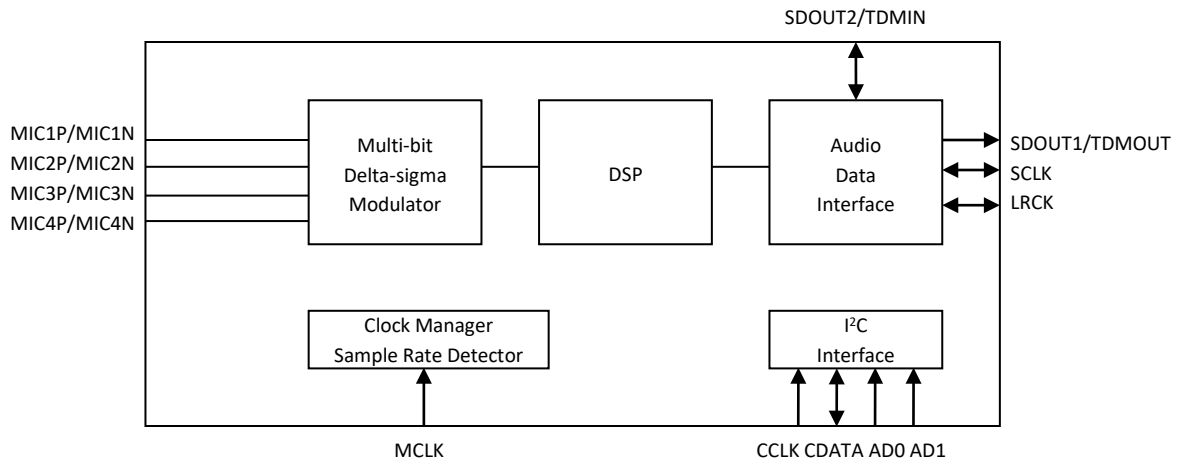 SDOUT2/TDMIN
MIC1P/MIC1N
MIC2P/MIC2N
MIC3P/MIC3N
MIC4P/MIC4N
Multi-bit
Delta-sigma
Modulator
DSP
Audio
Data
Interface
SDOUT1/TDMOUT
SCLK
LRCK
Clock Manager
Sample Rate Detector
I²C
Interface
MCLK
CCLK CDATA AD0 AD1